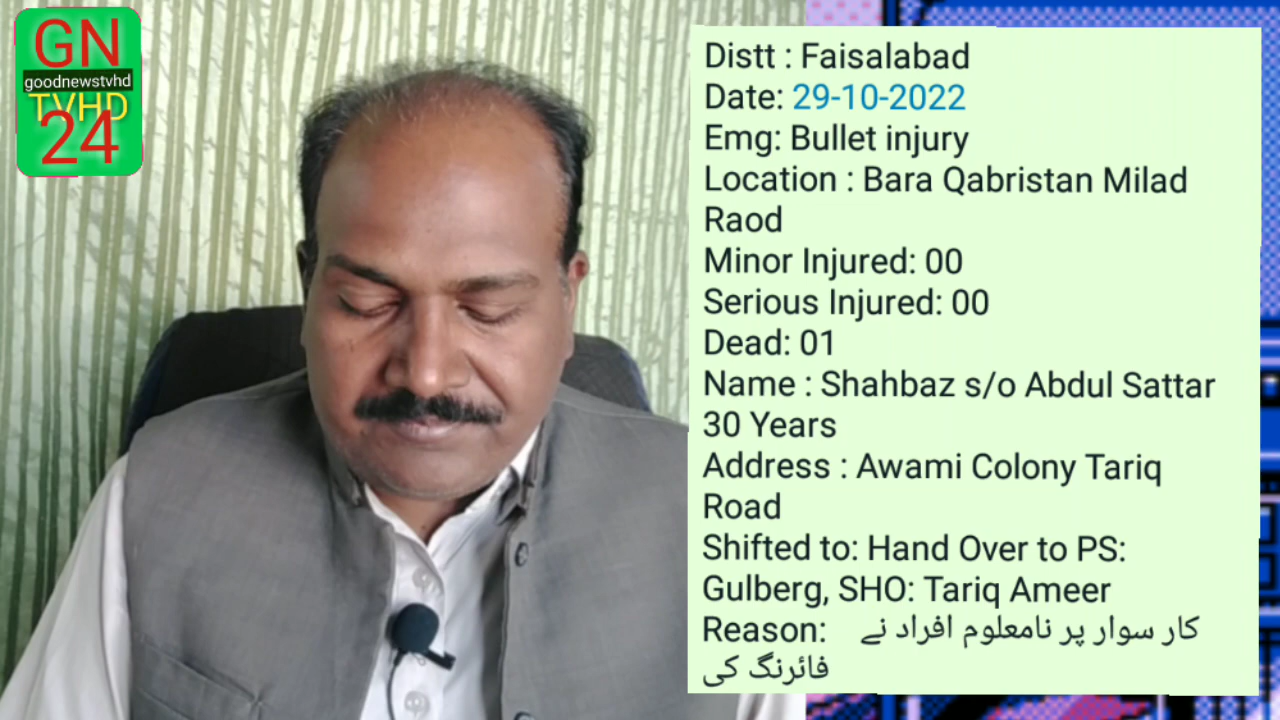 GN
goodnewstvhd
TVHD
24
Distt : Faisalabad
Date: 29-10-2022
Emg: Bullet injury
Location : Bara Qabristan Milad
Raod
Minor Injured: 00
Serious Injured: 00
Dead: 01
Name : Shahbaz s/o Abdul Sattar
30 Years
Address : Awami Colony Tariq
Road
Shifted to: Hand Over to PS:
Gulberg, SHO: Tariq Ameer
Reason: کار سوار پر نامعلوم افراد نے
فائرنگ کی